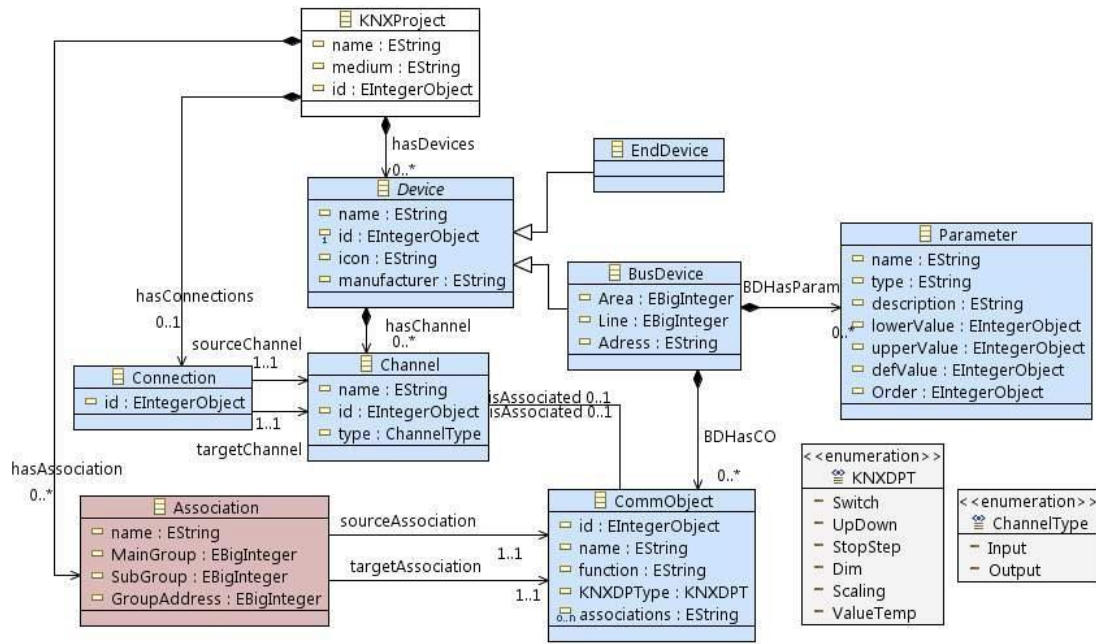 KNXProject
name : EString
medium : EString
id : EIntegerObject
hasDevices
0..*
EndDevice
Device
name : EString
id : EIntegerObject
icon : EString
manufacturer : EString
Parameter
name : EString
type : EString
description : EString
lowerValue : EIntegerObject
upperValue : EIntegerObject
defValue : EIntegerObject
Order : EIntegerObject
BusDevice
Area : EBigInteger
Line : EBigInteger
Adress : EString
BDHasParam
0..*
hasConnections
0..1
hasChannel
0..*
sourceChannel
1..1
Connection
id : EIntegerObject
1..1
targetChannel
Channel
name : EString
id : EIntegerObject
type : ChannelType
isAssociated 0..1
isAssociated 0..1
BDHasCO
0..*
hasAssociation
0..*
Association
name : EString
MainGroup : EBigInteger
SubGroup : EBigInteger
GroupAddress : EBigInteger
sourceAssociation
1..1
targetAssociation
1..1
CommObject
id : EIntegerObject
name : EString
function : EString
KNXDPType : KNXDPT
0..n associations : EString
<<enumeration>>
KNXDPT
Switch
UpDown
StopStep
Dim
Scaling
ValueTemp
<<enumeration>>
ChannelType
Input
Output